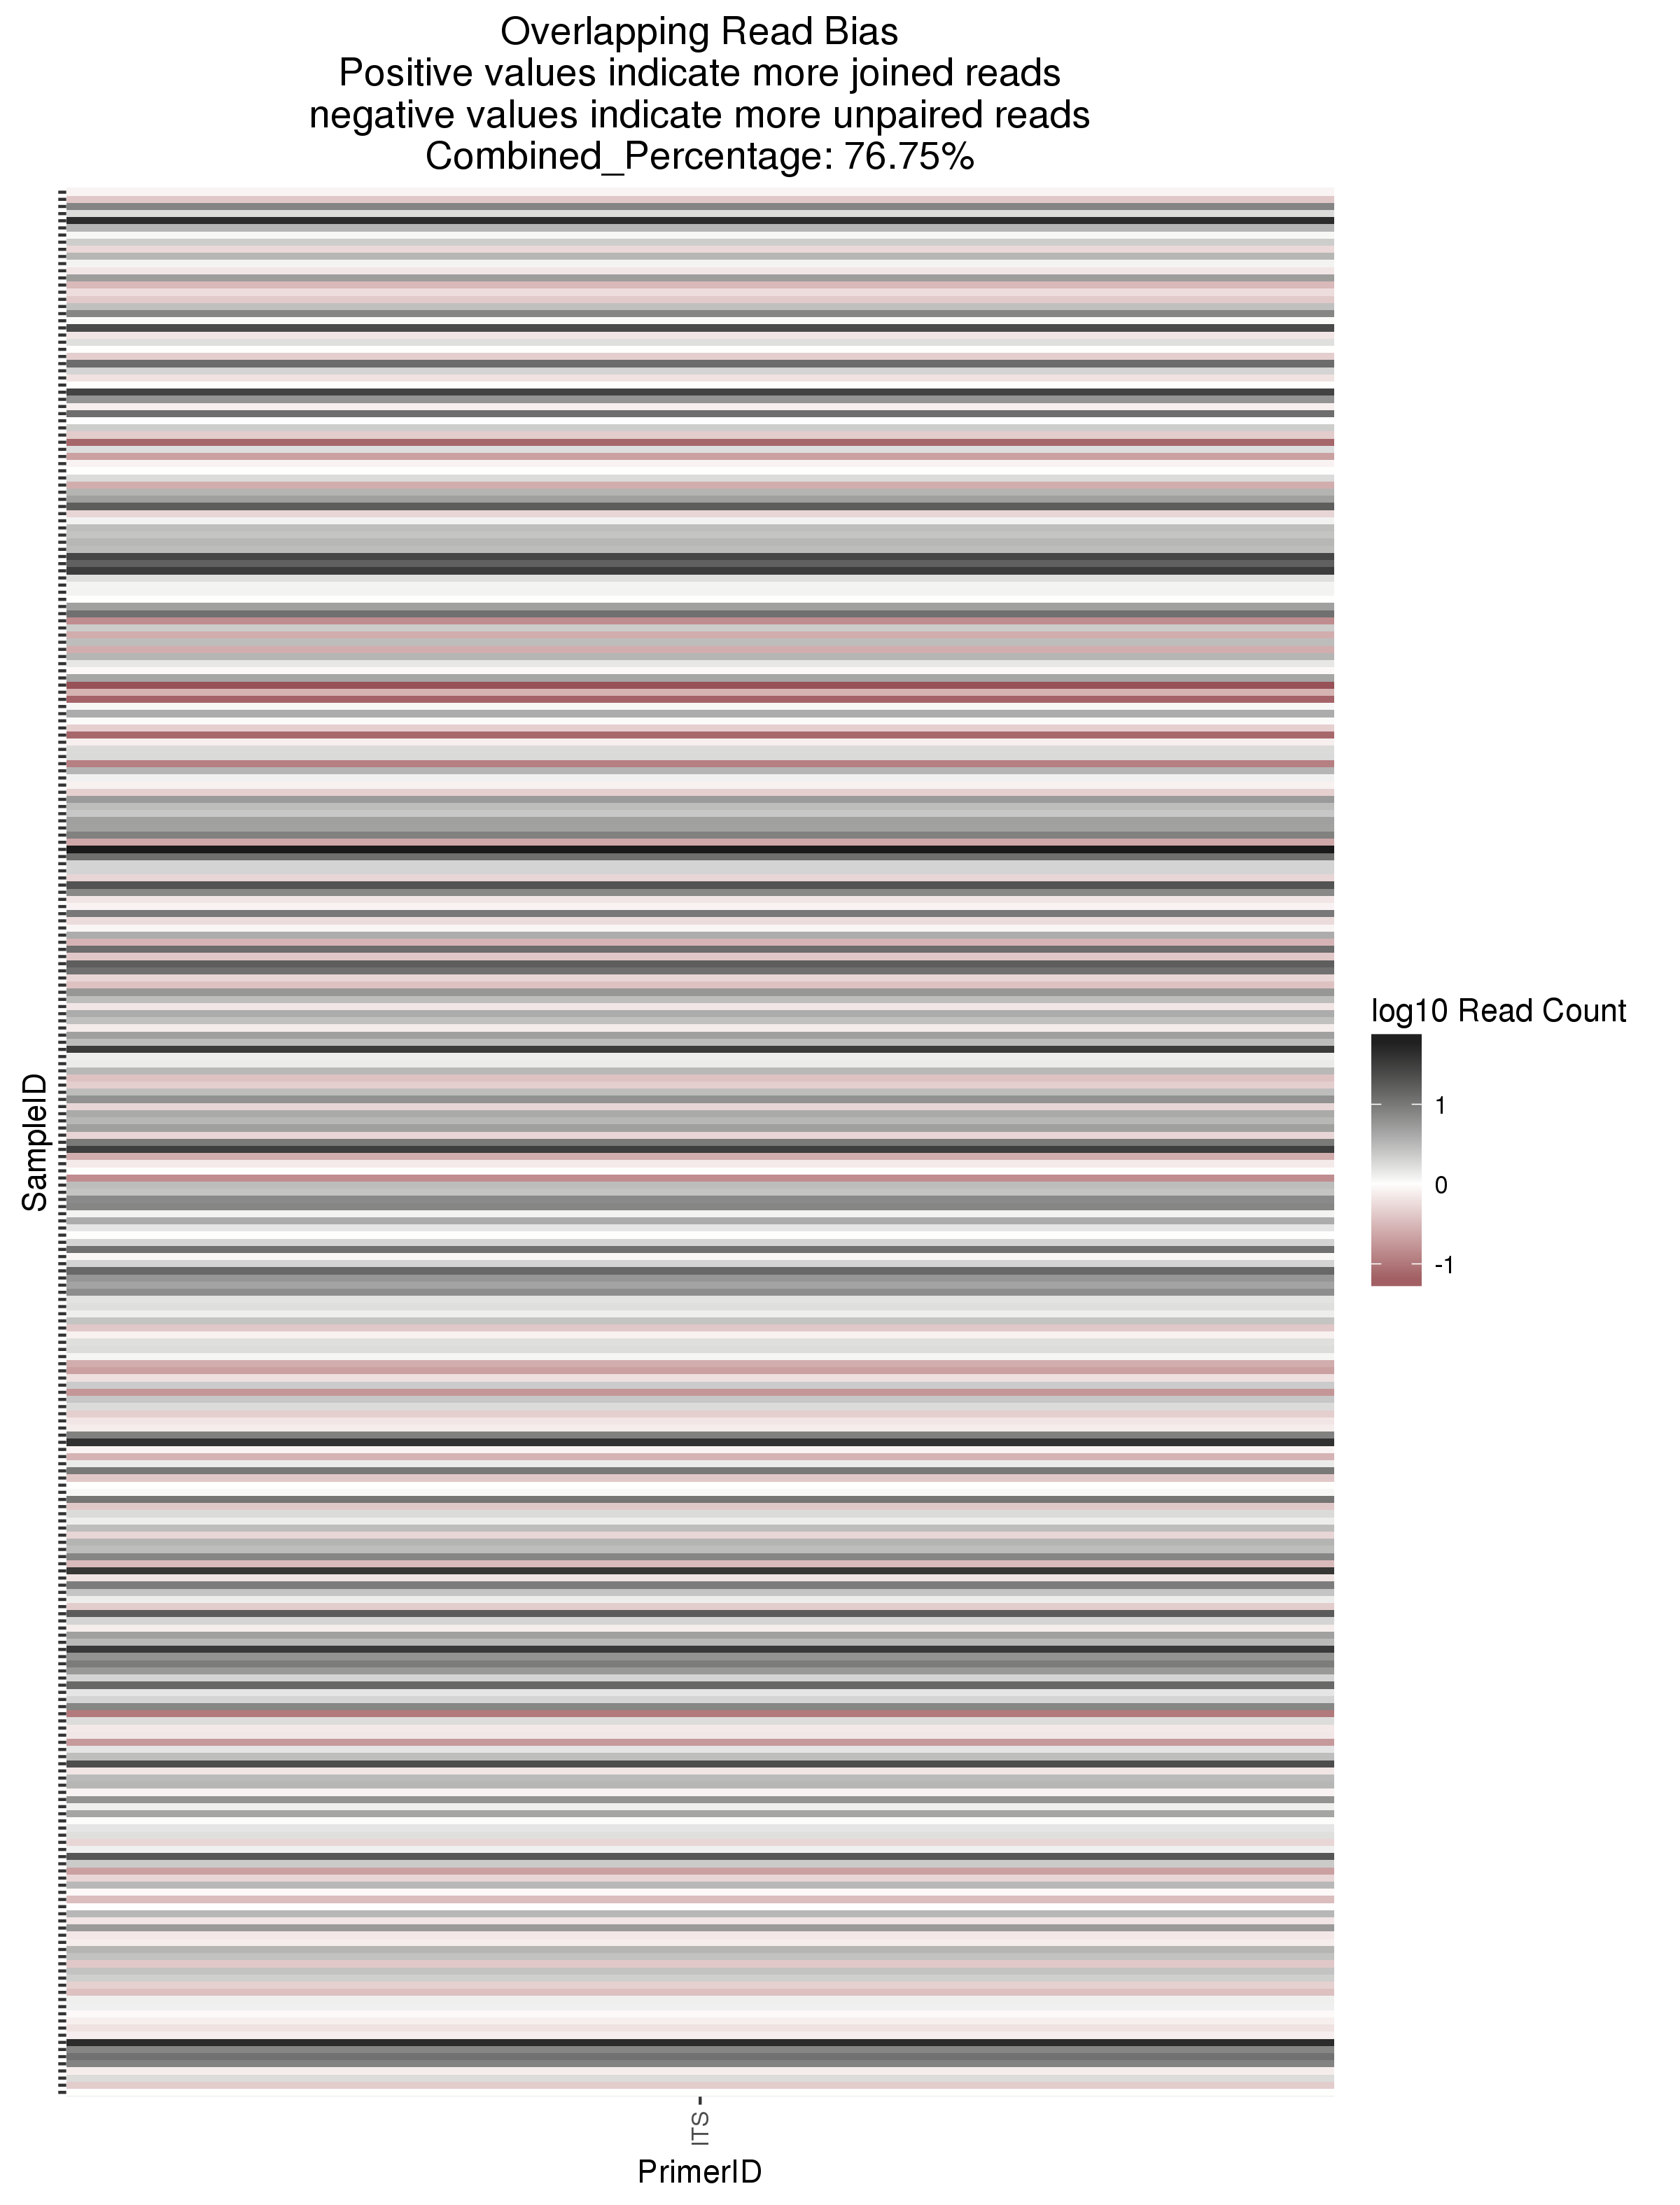 Overlapping Read Bias
Positive values indicate more joined reads
negative values indicate more unpaired reads
Combined_Percentage: 76.75%
SampleID
log10 Read Count
1
0
-1
ITS
PrimerID